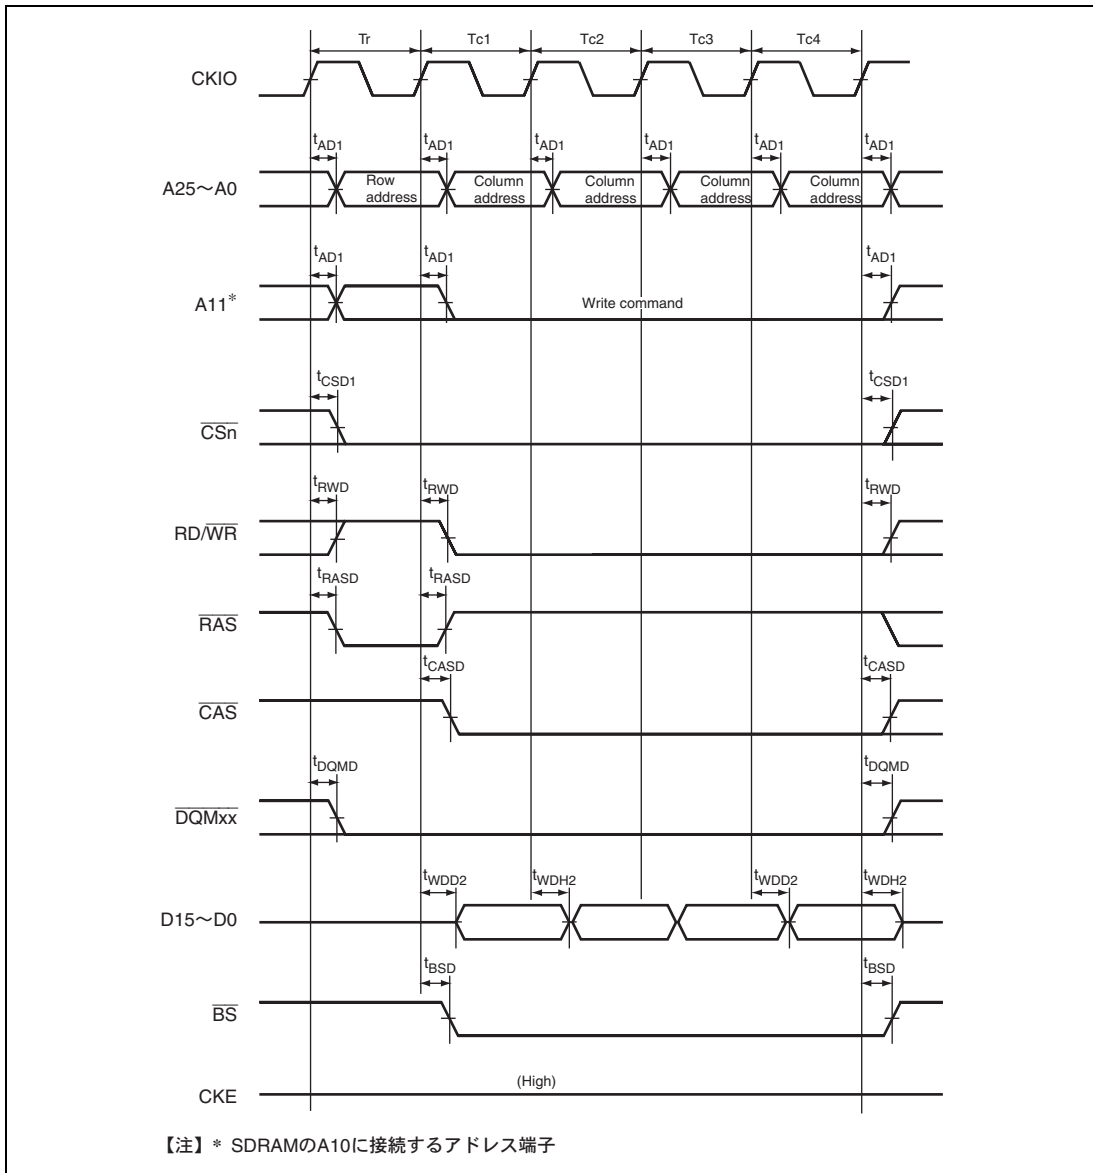 Tr Tc1 Tc2 Tc3 Tc4
CKIO
tAD1 tAD1 tAD1 tAD1 tAD1 tAD1
A25～A0
Row address
Column address
Column address
Column address
Column address
tAD1 tAD1 tAD1
A11*
Write command
tCSD1 tCSD1
CSn
tRWD tRWD tRWD
RD/WR
tRASD tRASD
RAS
tCASD tCASD
CAS
tDQMD tDQMD
DQMxx
tWDD2 tWDH2 tWDD2 tWDH2
D15～D0
tBSD tBSD
BS
(High)
CKE
【注】* SDRAMのA10に接続するアドレス端子